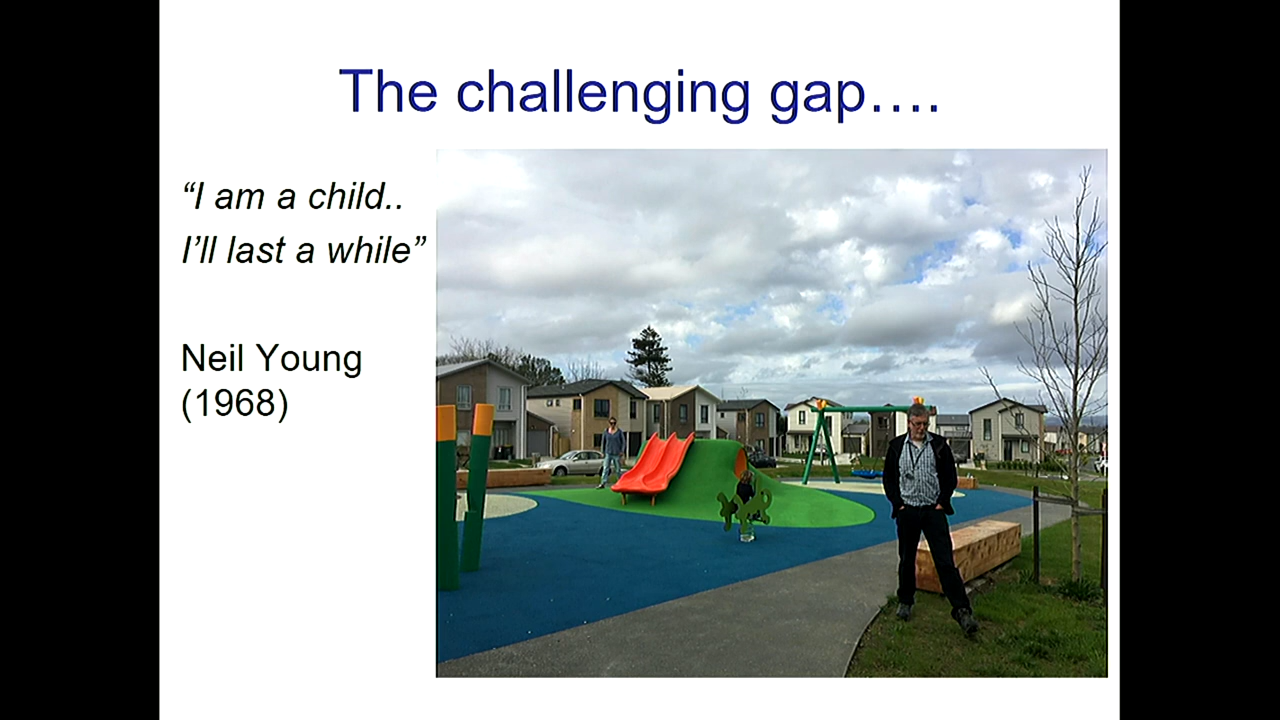 The challenging gap….
“I am a child..
I’ll last a while”
Neil Young
(1968)